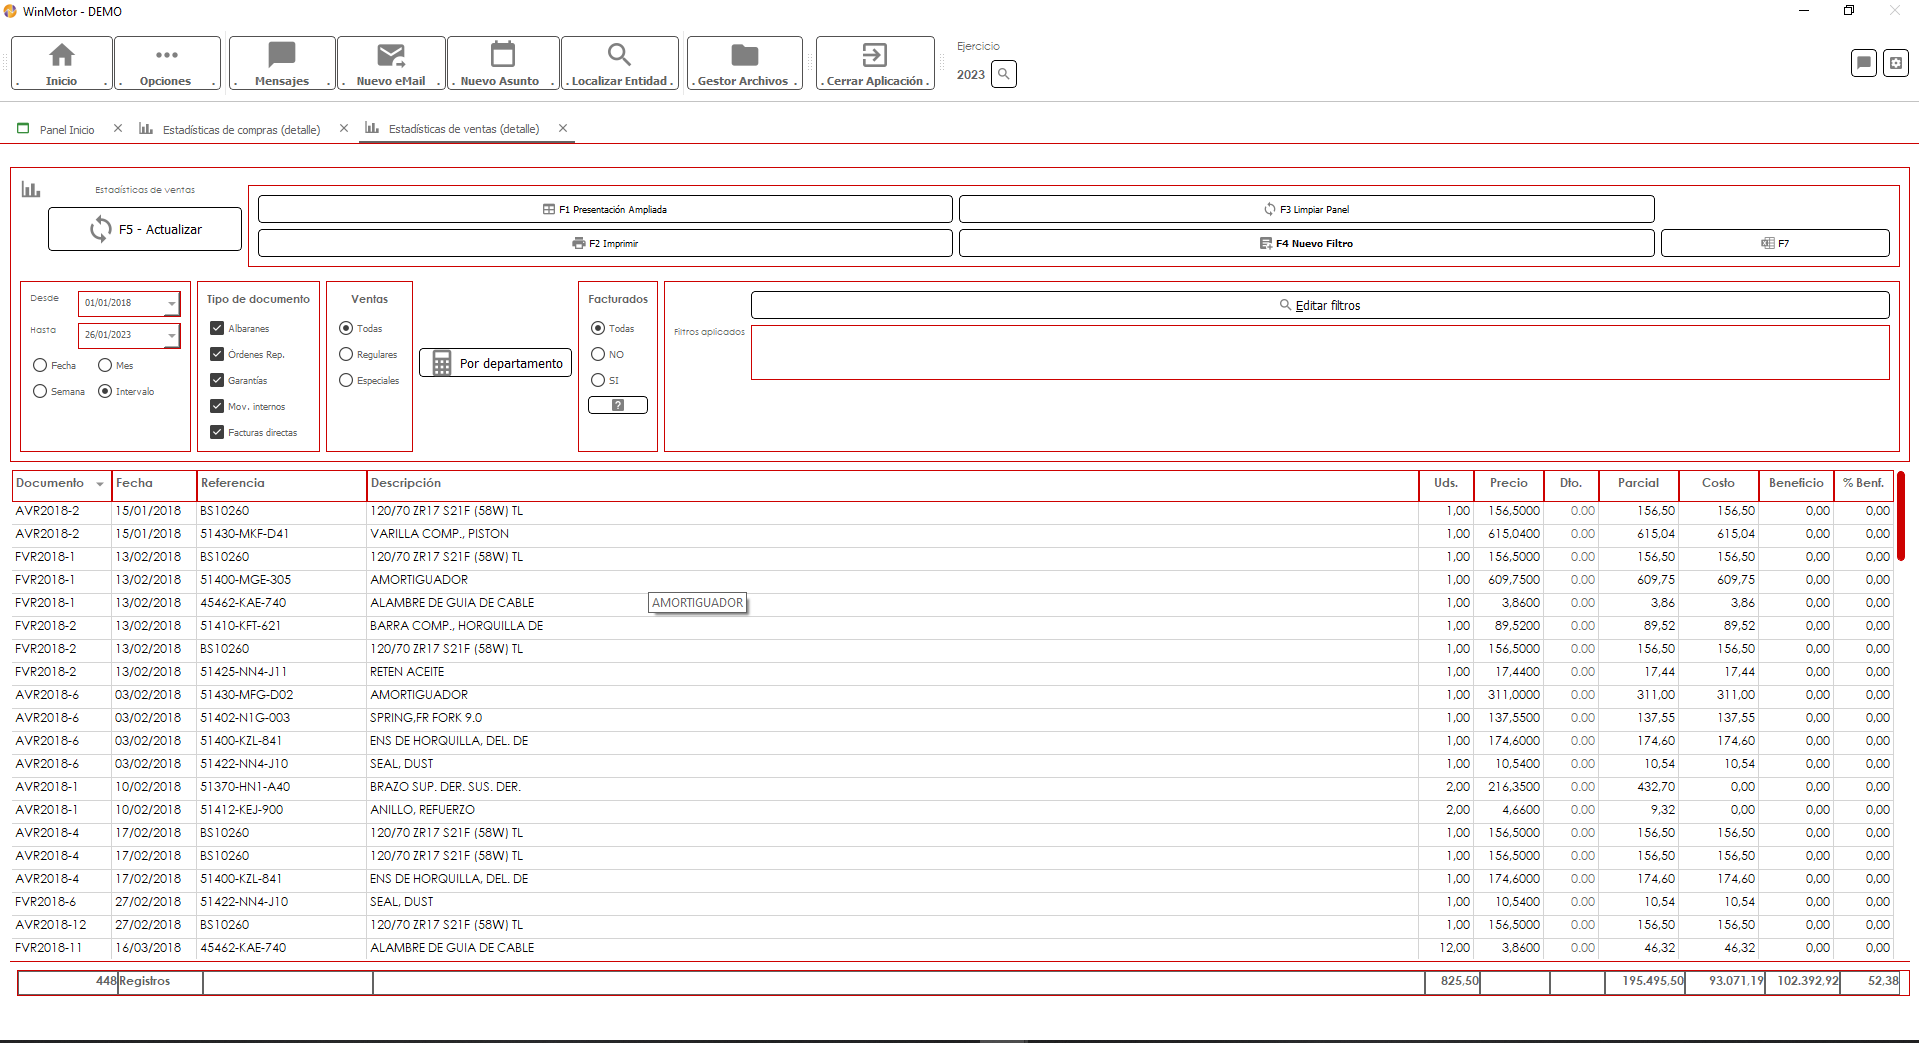 WinMotor - DEMO
. Inicio .
. Opciones .
. Mensajes .
. Nuevo eMail .
. Nuevo Asunto .
. Localizar Entidad .
. Gestor Archivos .
. Cerrar Aplicación .
Ejercicio
2023
Panel Inicio
Estadísticas de compras (detalle)
Estadísticas de ventas (detalle)
Estadísticas de ventas
F5 - Actualizar
F1 Presentación Ampliada
F3 Limpiar Panel
F2 Imprimir
F4 Nuevo Filtro
F7
Desde 01/01/2018
Hasta 26/01/2023
Fecha Mes
Semana Intervalo
Tipo de documento
Albaranes
Órdenes Rep.
Garantías
Mov. internos
Facturas directas
Ventas
Todas
Regulares
Especiales
Por departamento
Facturados
Todas
NO
SI
?
Editar filtros
Filtros aplicados
Documento Fecha Referencia Descripción Uds. Precio Dto. Parcial Costo Beneficio % Benf.
AVR2018-2 15/01/2018 BS10260 120/70 ZR17 S21F (58W) TL 1,00 156,5000 0.00 156,50 156,50 0,00 0,00
AVR2018-2 15/01/2018 51430-MKF-D41 VARILLA COMP., PISTON 1,00 615,0400 0.00 615,04 615,04 0,00 0,00
FVR2018-1 13/02/2018 BS10260 120/70 ZR17 S21F (58W) TL 1,00 156,5000 0.00 156,50 156,50 0,00 0,00
FVR2018-1 13/02/2018 51400-MGE-305 AMORTIGUADOR 1,00 609,7500 0.00 609,75 609,75 0,00 0,00
FVR2018-1 13/02/2018 45462-KAE-740 ALAMBRE DE GUIA DE CABLE AMORTIGUADOR 1,00 3,8600 0.00 3,86 3,86 0,00 0,00
FVR2018-2 13/02/2018 51410-KFT-621 BARRA COMP., HORQUILLA DE 1,00 89,5200 0.00 89,52 89,52 0,00 0,00
FVR2018-2 13/02/2018 BS10260 120/70 ZR17 S21F (58W) TL 1,00 156,5000 0.00 156,50 156,50 0,00 0,00
FVR2018-2 13/02/2018 51425-NN4-J11 RETEN ACEITE 1,00 17,4400 0.00 17,44 17,44 0,00 0,00
AVR2018-6 03/02/2018 51430-MFG-D02 AMORTIGUADOR 1,00 311,0000 0.00 311,00 311,00 0,00 0,00
AVR2018-6 03/02/2018 51402-N1G-003 SPRING,FR FORK 9.0 1,00 137,5500 0.00 137,55 137,55 0,00 0,00
AVR2018-6 03/02/2018 51400-KZL-841 ENS DE HORQUILLA, DEL. DE 1,00 174,6000 0.00 174,60 174,60 0,00 0,00
AVR2018-6 03/02/2018 51422-NN4-J10 SEAL, DUST 1,00 10,5400 0.00 10,54 10,54 0,00 0,00
AVR2018-1 10/02/2018 51370-HN1-A40 BRAZO SUP. DER. SUS. DER. 2,00 216,3500 0.00 432,70 0,00 0,00 0,00
AVR2018-1 10/02/2018 51412-KEJ-900 ANILLO, REFUERZO 2,00 4,6600 0.00 9,32 0,00 0,00 0,00
AVR2018-4 17/02/2018 BS10260 120/70 ZR17 S21F (58W) TL 1,00 156,5000 0.00 156,50 156,50 0,00 0,00
AVR2018-4 17/02/2018 BS10260 120/70 ZR17 S21F (58W) TL 1,00 156,5000 0.00 156,50 156,50 0,00 0,00
AVR2018-4 17/02/2018 51400-KZL-841 ENS DE HORQUILLA, DEL. DE 1,00 174,6000 0.00 174,60 174,60 0,00 0,00
FVR2018-6 27/02/2018 51422-NN4-J10 SEAL, DUST 1,00 10,5400 0.00 10,54 10,54 0,00 0,00
AVR2018-12 27/02/2018 BS10260 120/70 ZR17 S21F (58W) TL 1,00 156,5000 0.00 156,50 156,50 0,00 0,00
FVR2018-11 16/03/2018 45462-KAE-740 ALAMBRE DE GUIA DE CABLE 12,00 3,8600 0.00 46,32 46,32 0,00 0,00
448 Registros 825,50 195.495,50 93.071,19 102.392,92 52,38